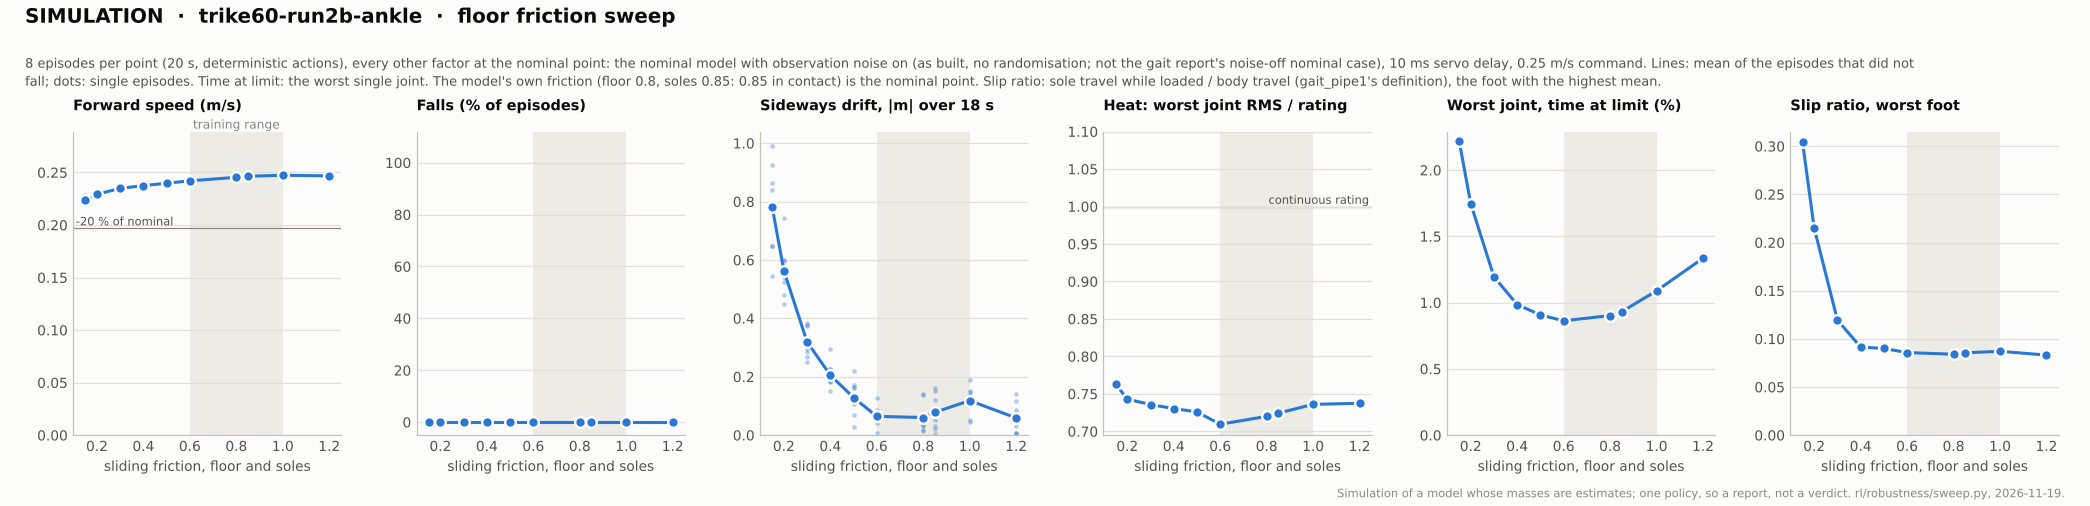 SIMULATION · trike60-run2b-ankle · floor friction sweep
8 episodes per point (20 s, deterministic actions), every other factor at the nominal point: the nominal model with observation noise on (as built, no randomisation; not the gait report's noise-off nominal case), 10 ms servo delay, 0.25 m/s command. Lines: mean of the episodes that did not
fall; dots: single episodes. Time at limit: the worst single joint. The model's own friction (floor 0.8, soles 0.85: 0.85 in contact) is the nominal point. Slip ratio: sole travel while loaded / body travel (gait_pipe1's definition), the foot with the highest mean.
Forward speed (m/s)
training range
0.25
0.20
0.15
0.10
0.05
0.00
-20 % of nominal
0.2 0.4 0.6 0.8 1.0 1.2
sliding friction, floor and soles
Falls (% of episodes)
100
80
60
40
20
0
0.2 0.4 0.6 0.8 1.0 1.2
sliding friction, floor and soles
Sideways drift, |m| over 18 s
1.0
0.8
0.6
0.4
0.2
0.0
0.2 0.4 0.6 0.8 1.0 1.2
sliding friction, floor and soles
Heat: worst joint RMS / rating
1.10
1.05
1.00
0.95
0.90
0.85
0.80
0.75
0.70
continuous rating
0.2 0.4 0.6 0.8 1.0 1.2
sliding friction, floor and soles
Worst joint, time at limit (%)
2.0
1.5
1.0
0.5
0.0
0.2 0.4 0.6 0.8 1.0 1.2
sliding friction, floor and soles
Slip ratio, worst foot
0.30
0.25
0.20
0.15
0.10
0.05
0.00
0.2 0.4 0.6 0.8 1.0 1.2
sliding friction, floor and soles
Simulation of a model whose masses are estimates; one policy, so a report, not a verdict. rl/robustness/sweep.py, 2026-11-19.